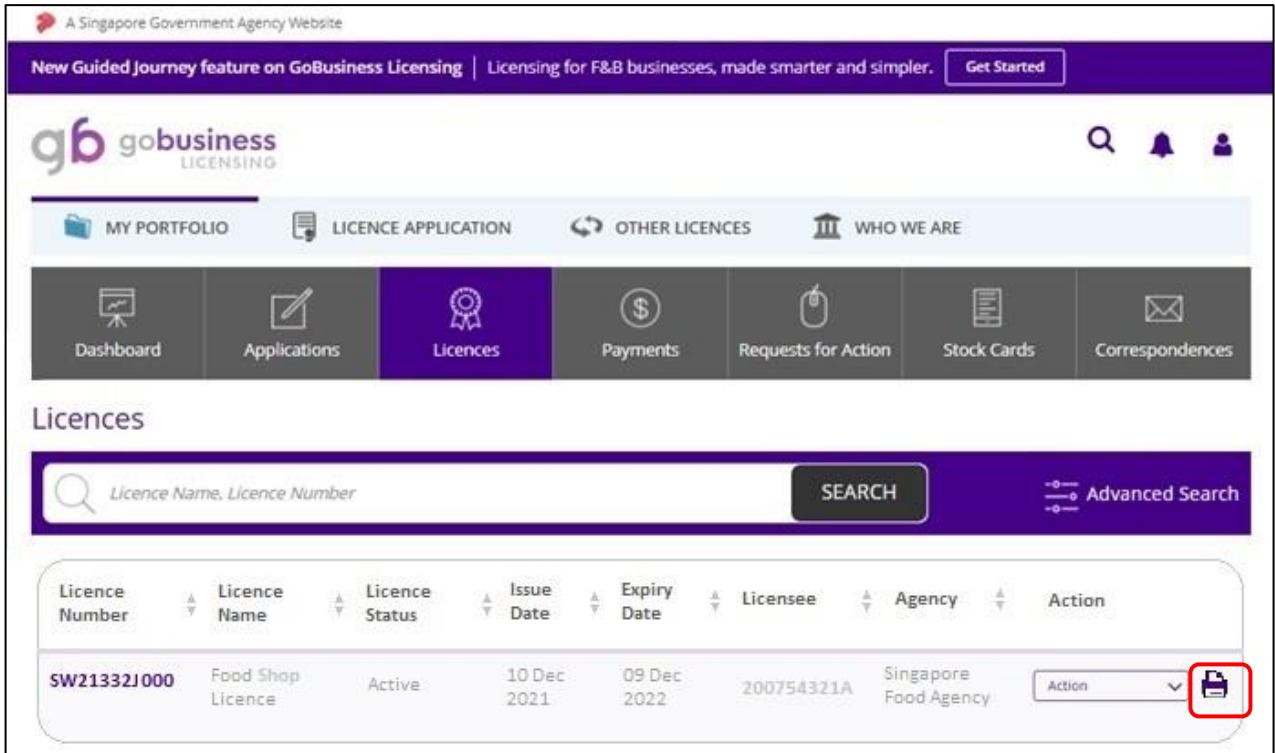 A Singapore Government Agency Website
New Guided Journey feature on GoBusiness Licensing | Licensing for F&B businesses, made smarter and simpler. Get Started
gb gobusiness
LICENSING
MY PORTFOLIO LICENCE APPLICATION OTHER LICENCES WHO WE ARE
Dashboard Applications Licences Payments Requests for Action Stock Cards Correspondences
Licences
Licence Name, Licence Number SEARCH Advanced Search
Licence Licence Licence Issue Expiry Licensee Agency Action
Number Name Status Date Date
SW21332J000 Food Shop Active 10 Dec 09 Dec 200754321A Singapore Action
Licence 2021 2022 Food Agency